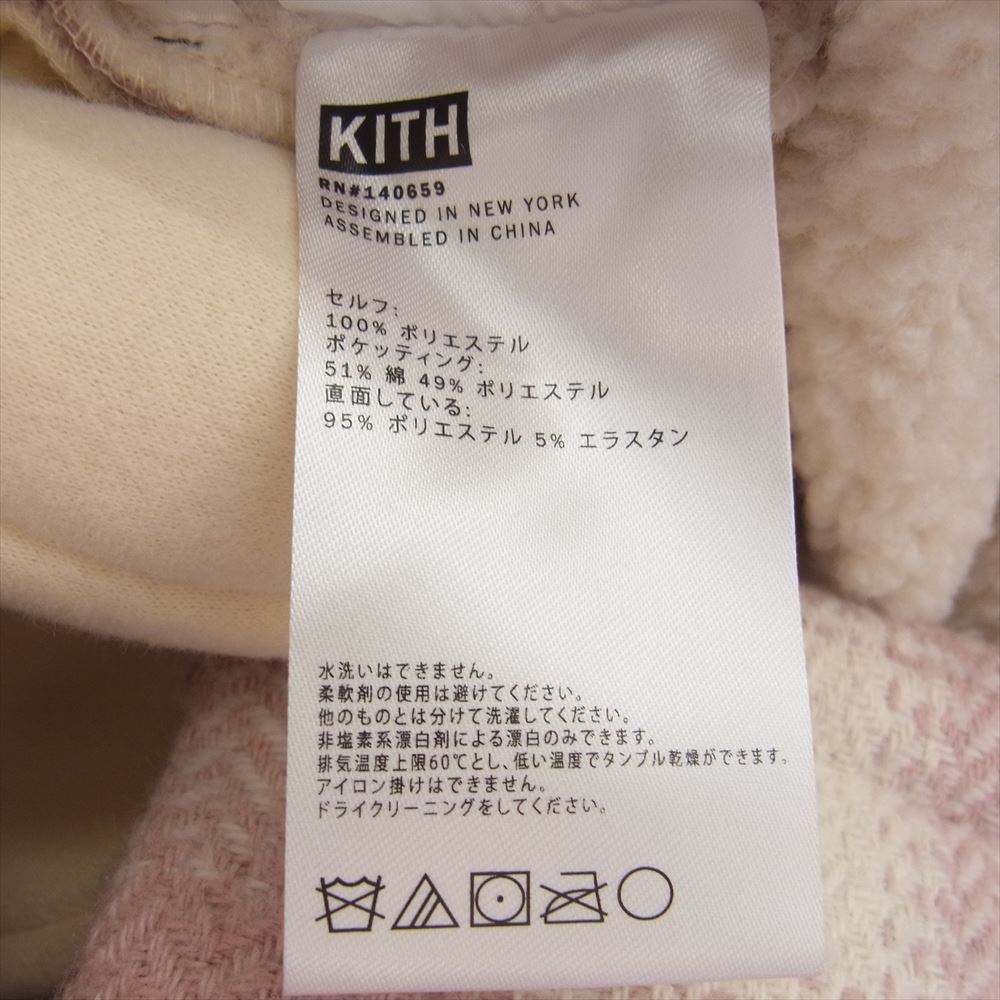 KITH
RN#140659
DESIGNED IN NEW YORK
ASSEMBLED IN CHINA
セルフ:
100% ポリエステル
ポケッティング:
51% 綿 49% ポリエステル
直面している:
95% ポリエステル 5% エラスタン
水洗いはできません。
柔軟剤の使用は避けてください。
他のものとは分けて洗濯してください。
非塩素系漂白剤による漂白のみできます。
排気温度上限60℃とし、低い温度でタンブル乾燥ができます。
アイロン掛けはできません。
ドライクリーニングをしてください。